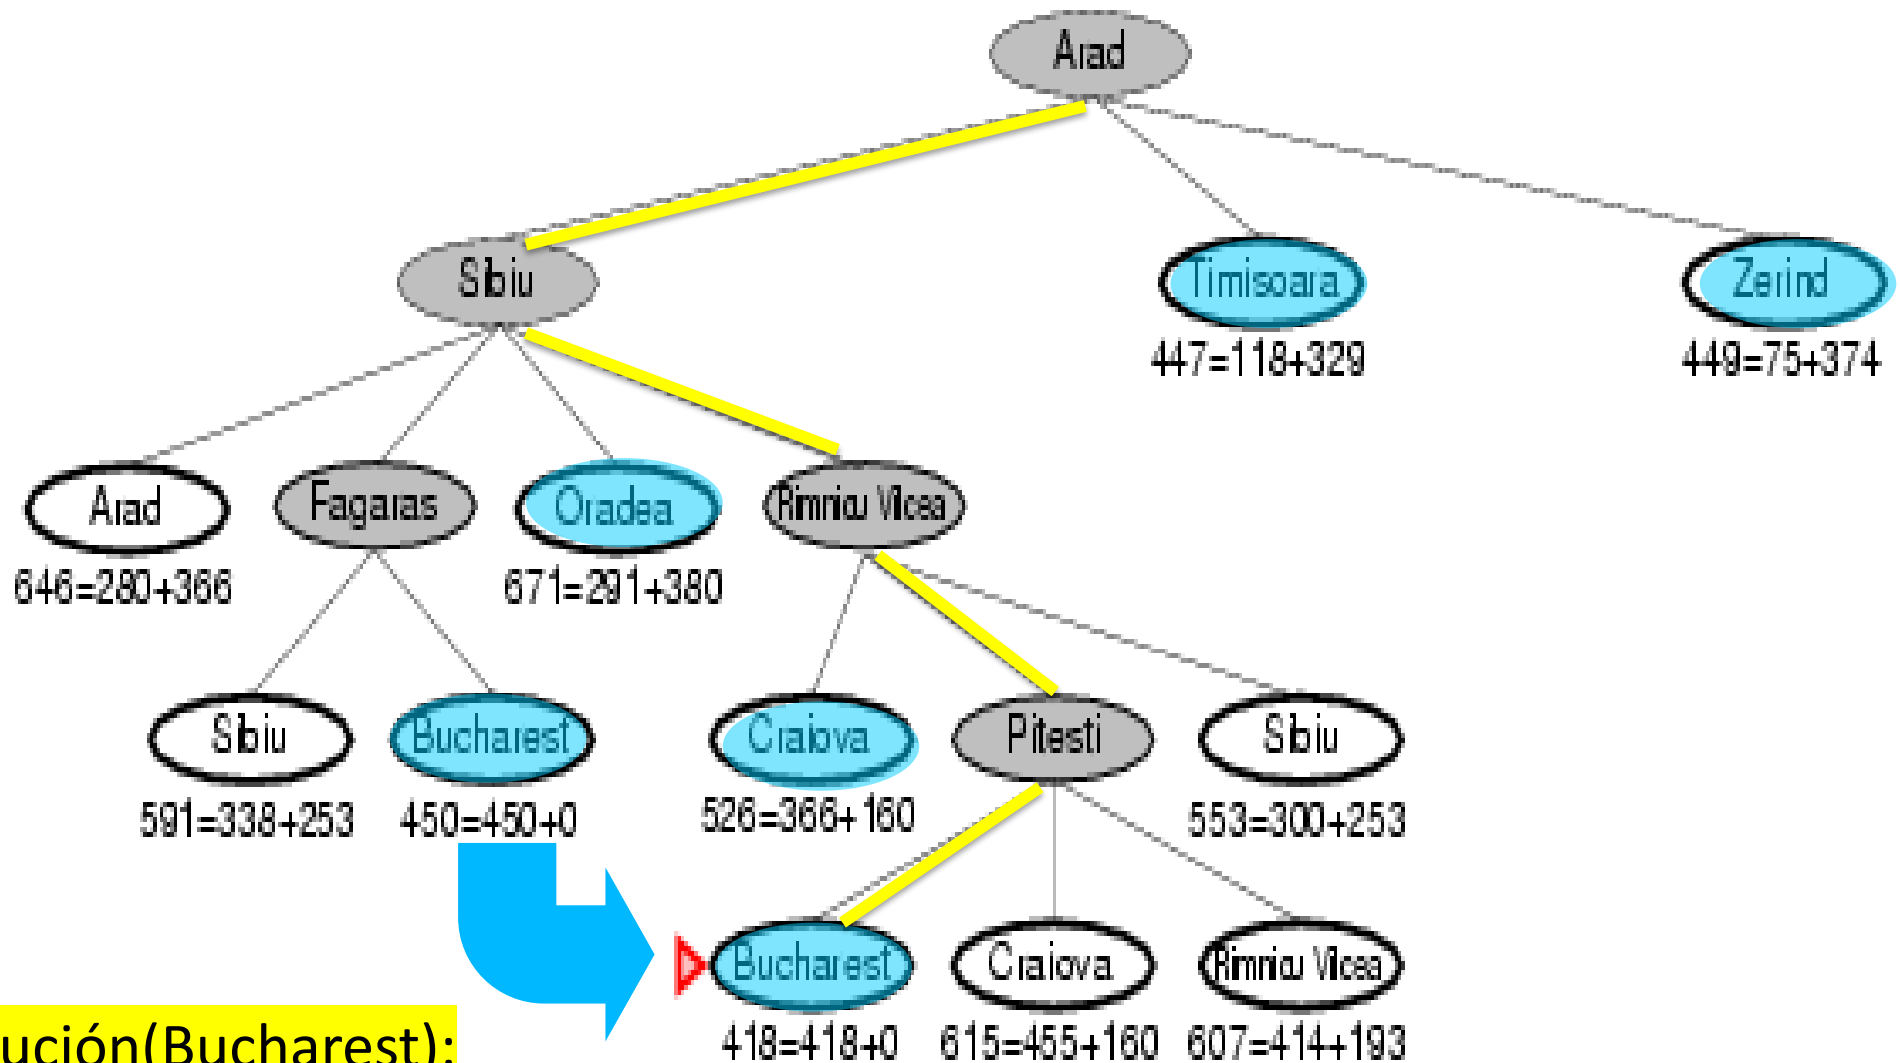 Arad
Sibiu
Timisoara
Zerind
447=118+329
449=75+374
Arad
Fagaras
Oradea
Rimnicu Vilcea
646=280+366
671=291+380
Sibiu
Bucharest
Craiova
Pitesti
Sibiu
591=338+253
450=450+0
526=366+160
553=300+253
Bucharest
Craiova
Rimnicu Vilcea
418=418+0
615=455+160
607=414+193
ución(Bucharest):